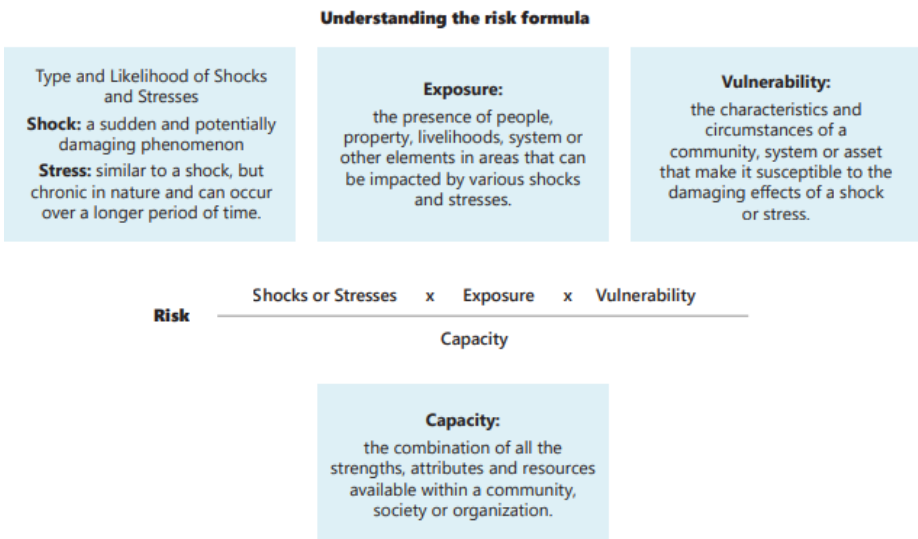 Understanding the risk formula
Type and Likelihood of Shocks
and Stresses
Shock: a sudden and potentially
damaging phenomenon
Stress: similar to a shock, but
chronic in nature and can occur
over a longer period of time.
Exposure:
the presence of people,
property, livelihoods, system or
other elements in areas that can
be impacted by various shocks
and stresses.
Vulnerability:
the characteristics and
circumstances of a
community, system or asset
that make it susceptible to the
damaging effects of a shock
or stress.
Risk
Shocks or Stresses x Exposure x Vulnerability
Capacity
Capacity:
the combination of all the
strengths, attributes and resources
available within a community,
society or organization.